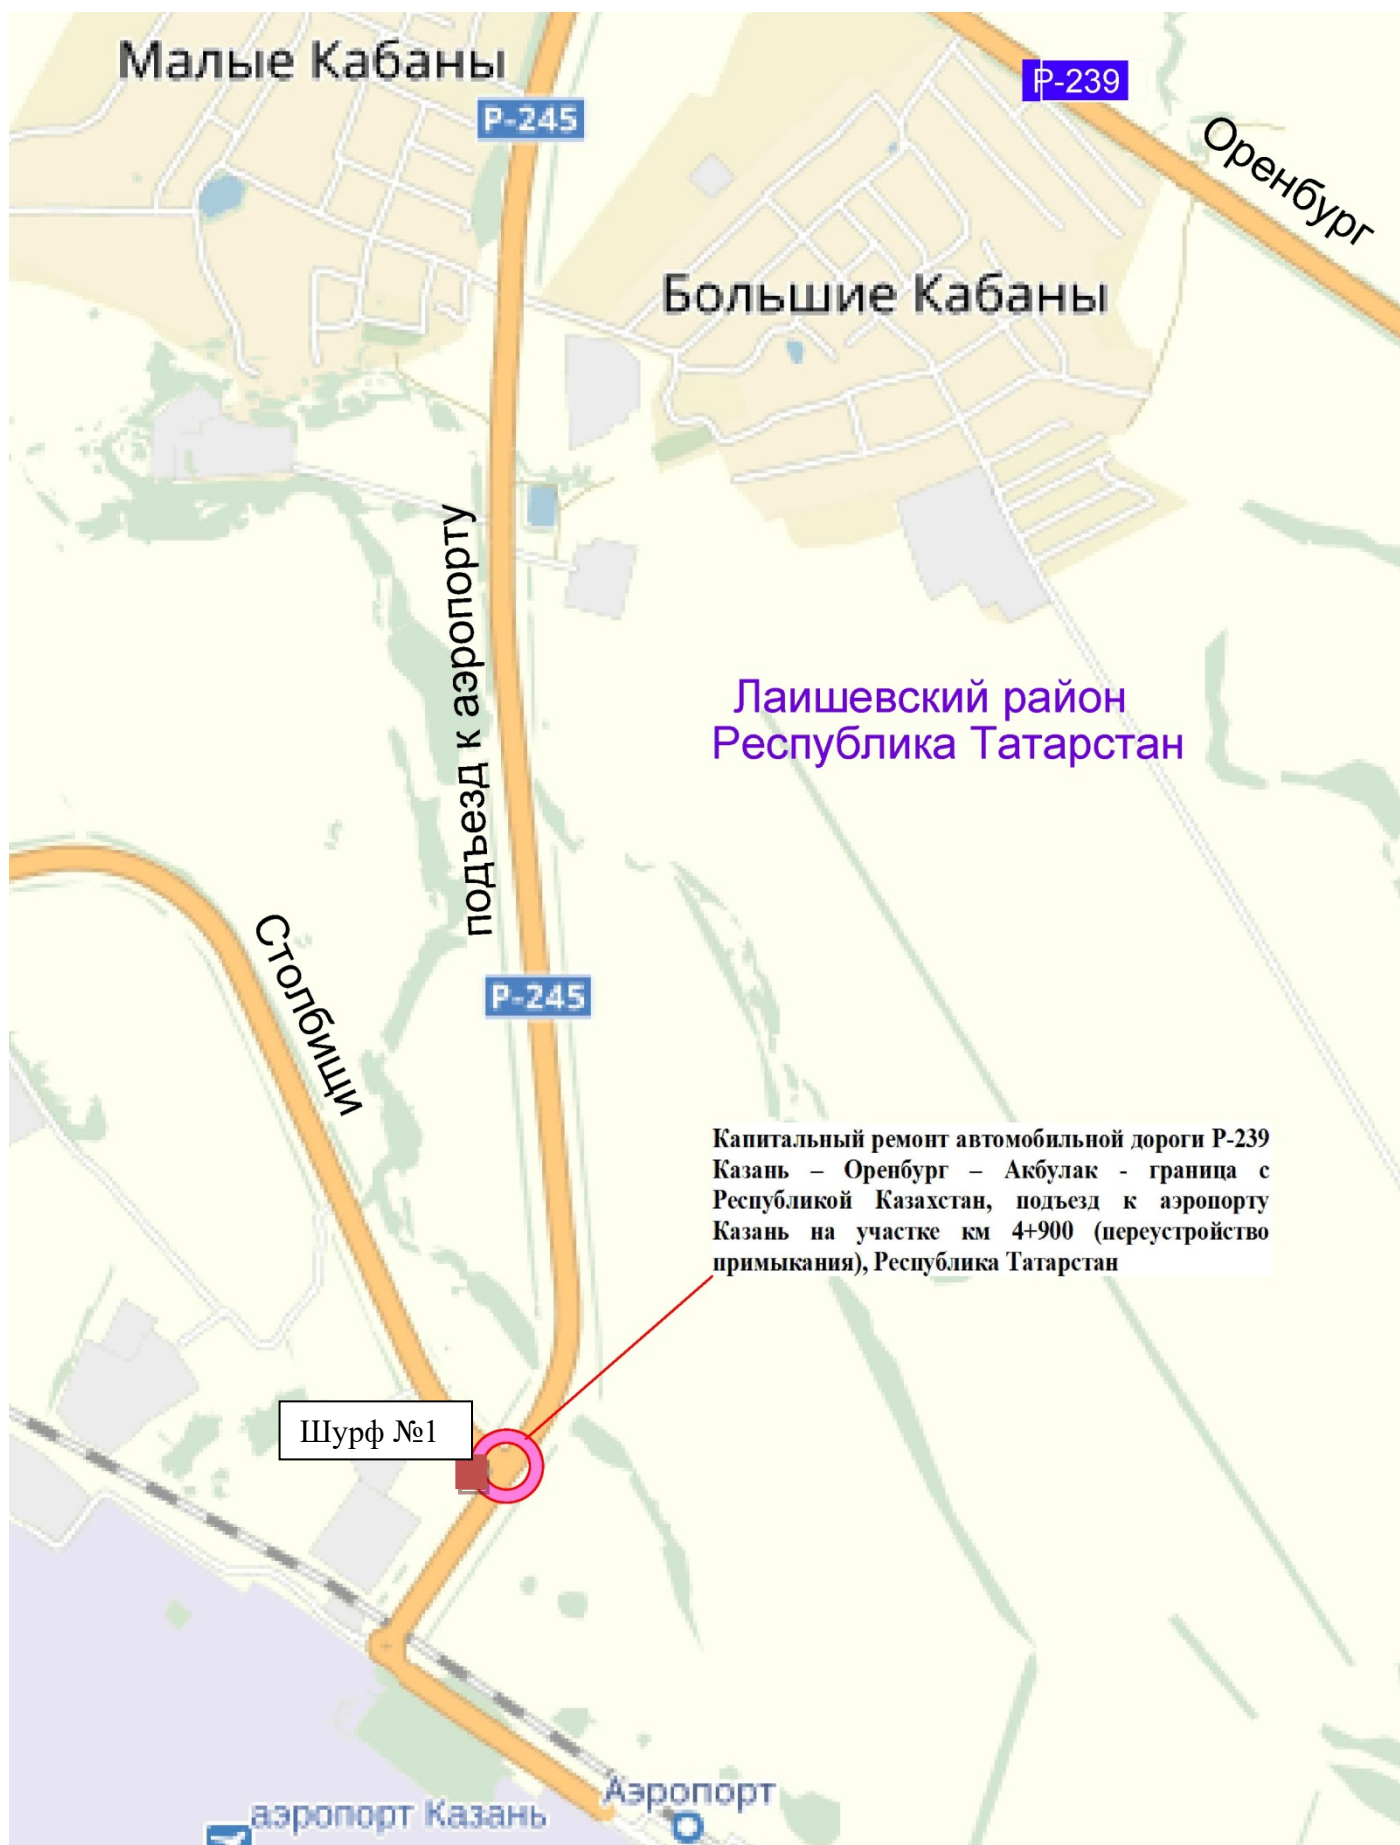 Малые Кабаны
Р-245
Р-239
Оренбург
Большие Кабаны
подъезд к аэропорту
Лаишевский район
Республика Татарстан
Столбищи
Р-245
Капитальный ремонт автомобильной дороги Р-239
Казань – Оренбург – Акбулак - граница с
Республикой Казахстан, подъезд к аэропорту
Казань на участке км 4+900 (переустройство
примыкания), Республика Татарстан
Шурф №1
Аэропорт
аэропорт Казань